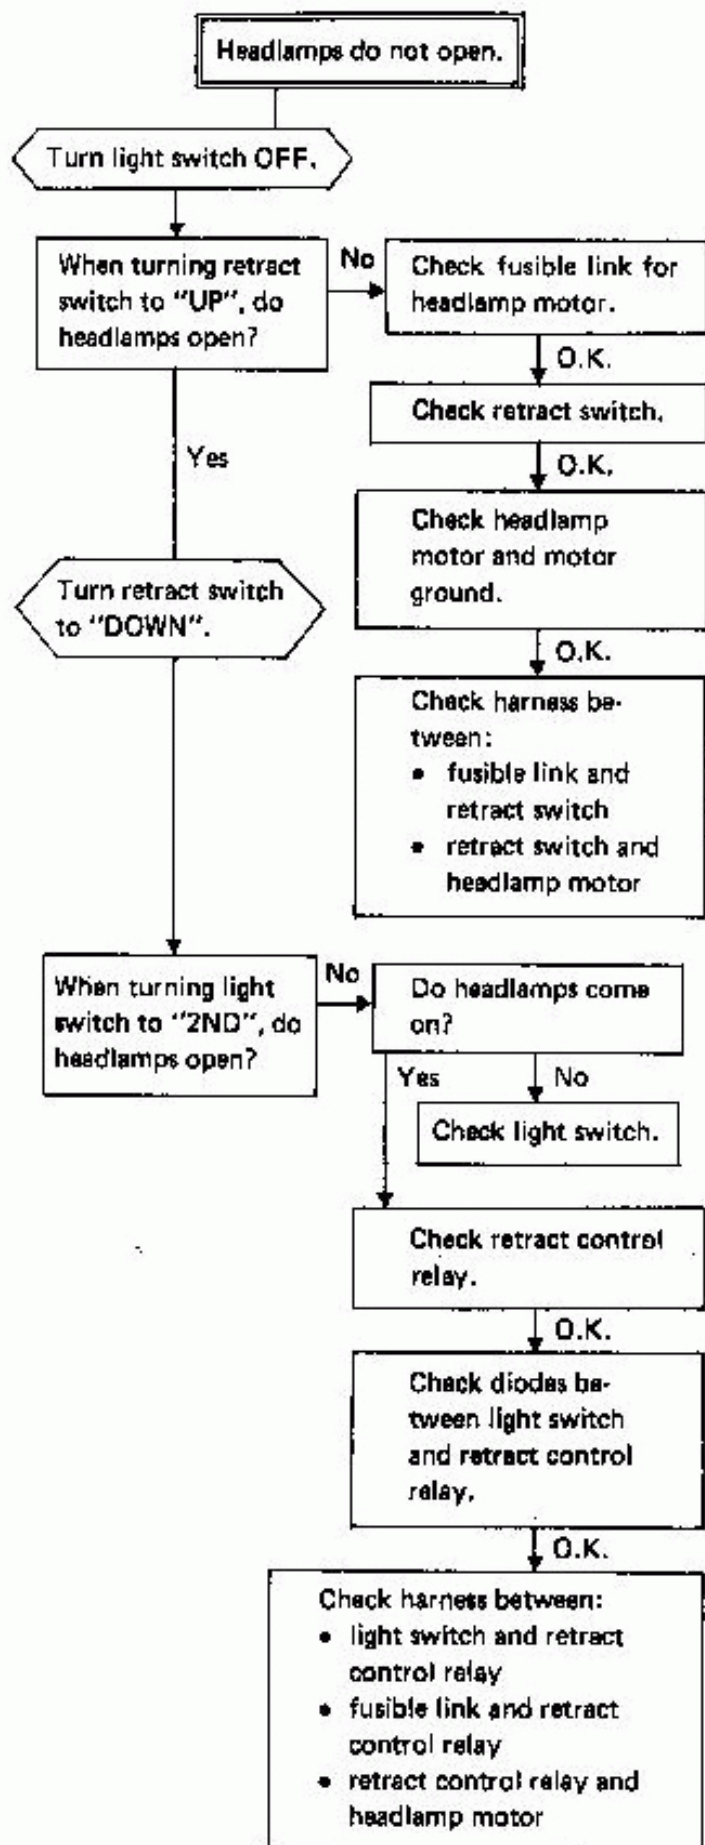 Headlamps do not open.
Turn light switch OFF.
When turning retract
switch to "UP", do
headlamps open?
No
Check fusible link for
headlamp motor.
O.K.
Check retract switch.
O.K.
Check headlamp
motor and motor
ground.
O.K.
Check harness be-
tween:
• fusible link and
retract switch
• retract switch and
headlamp motor
Yes
Turn retract switch
to "DOWN".
When turning light
switch to "2ND", do
headlamps open?
No
Do headlamps come
on?
Yes
No
Check light switch.
Check retract control
relay.
O.K.
Check diodes be-
tween light switch
and retract control
relay.
O.K.
Check harness between:
• light switch and retract
control relay
• fusible link and retract
control relay
• retract control relay and
headlamp motor